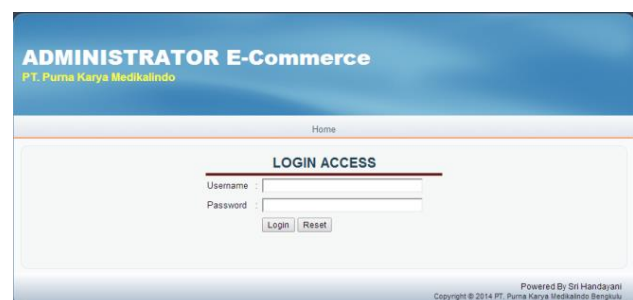 ADMINISTRATOR E-Commerce
PT. Purna Karya Medikalindo
Home
LOGIN ACCESS
Username :
Password :
Login Reset
Powered By Sri Handayani
Copyright © 2014 PT. Purna Karya Medikalindo Bengkulu